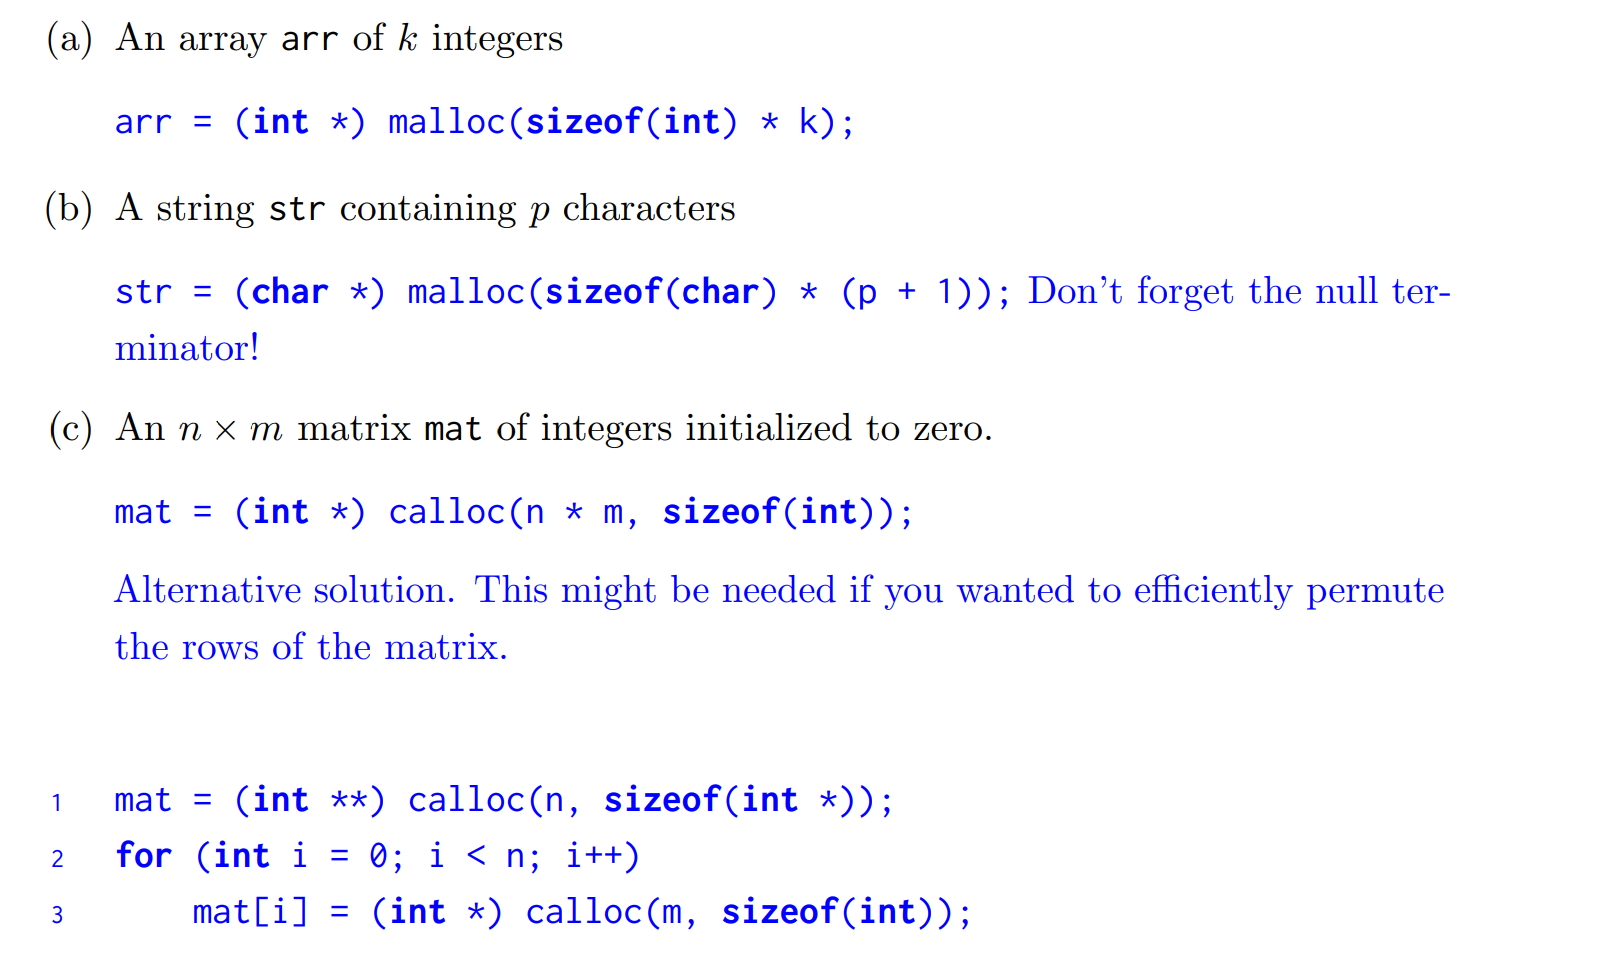 (a) An array arr of k integers
arr = (int *) malloc(sizeof(int) * k);
(b) A string str containing p characters
str = (char *) malloc(sizeof(char) * (p + 1)); Don't forget the null ter-
minator!
(c) An n × m matrix mat of integers initialized to zero.
mat = (int *) calloc(n * m, sizeof(int));
Alternative solution. This might be needed if you wanted to efficiently permute
the rows of the matrix.
1 mat = (int **) calloc(n, sizeof(int *));
2 for (int i = 0; i < n; i++)
3     mat[i] = (int *) calloc(m, sizeof(int));